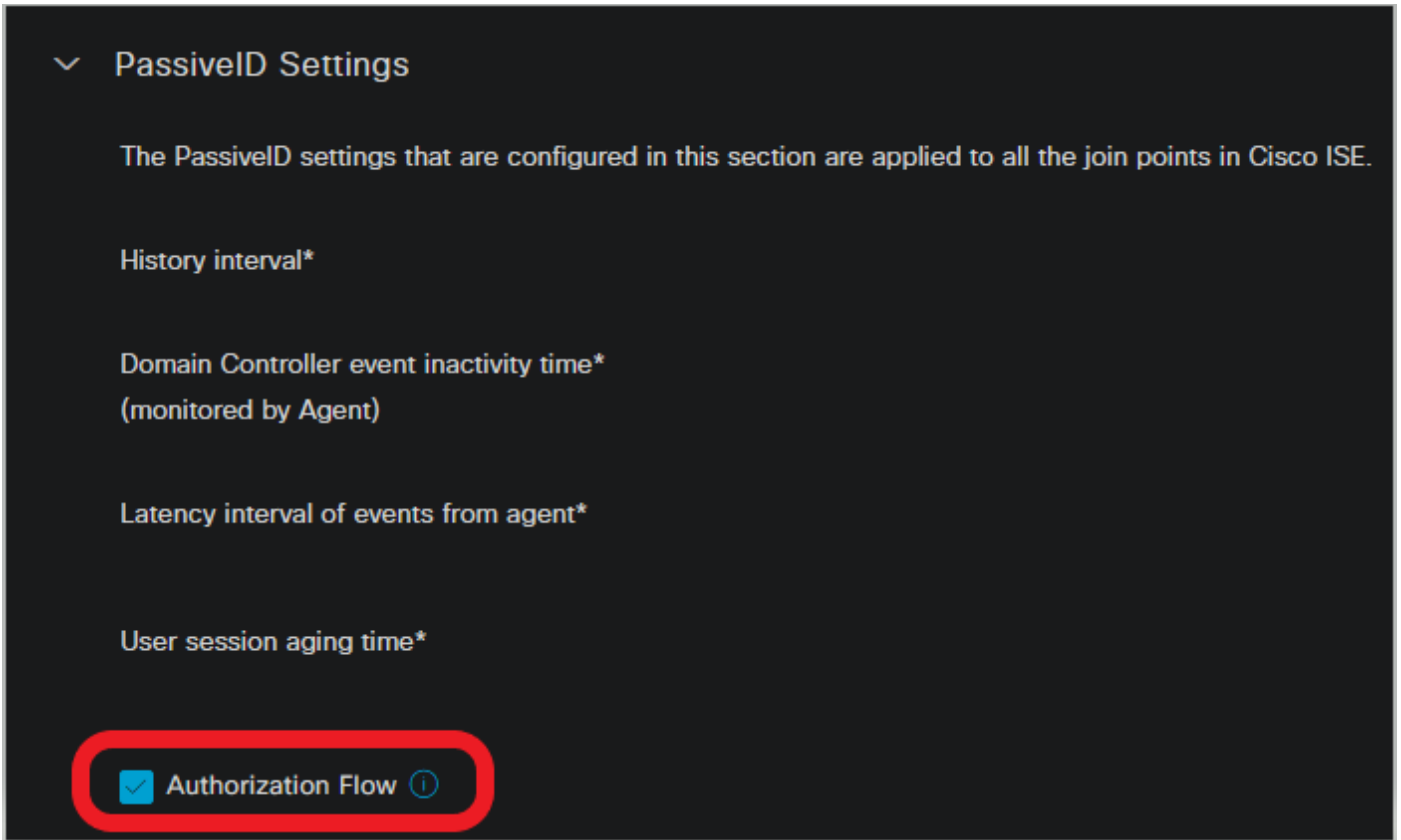 PassiveID Settings
The PassiveID settings that are configured in this section are applied to all the join points in Cisco ISE.
History interval*
Domain Controller event inactivity time*
(monitored by Agent)
Latency interval of events from agent*
User session aging time*
Authorization Flow